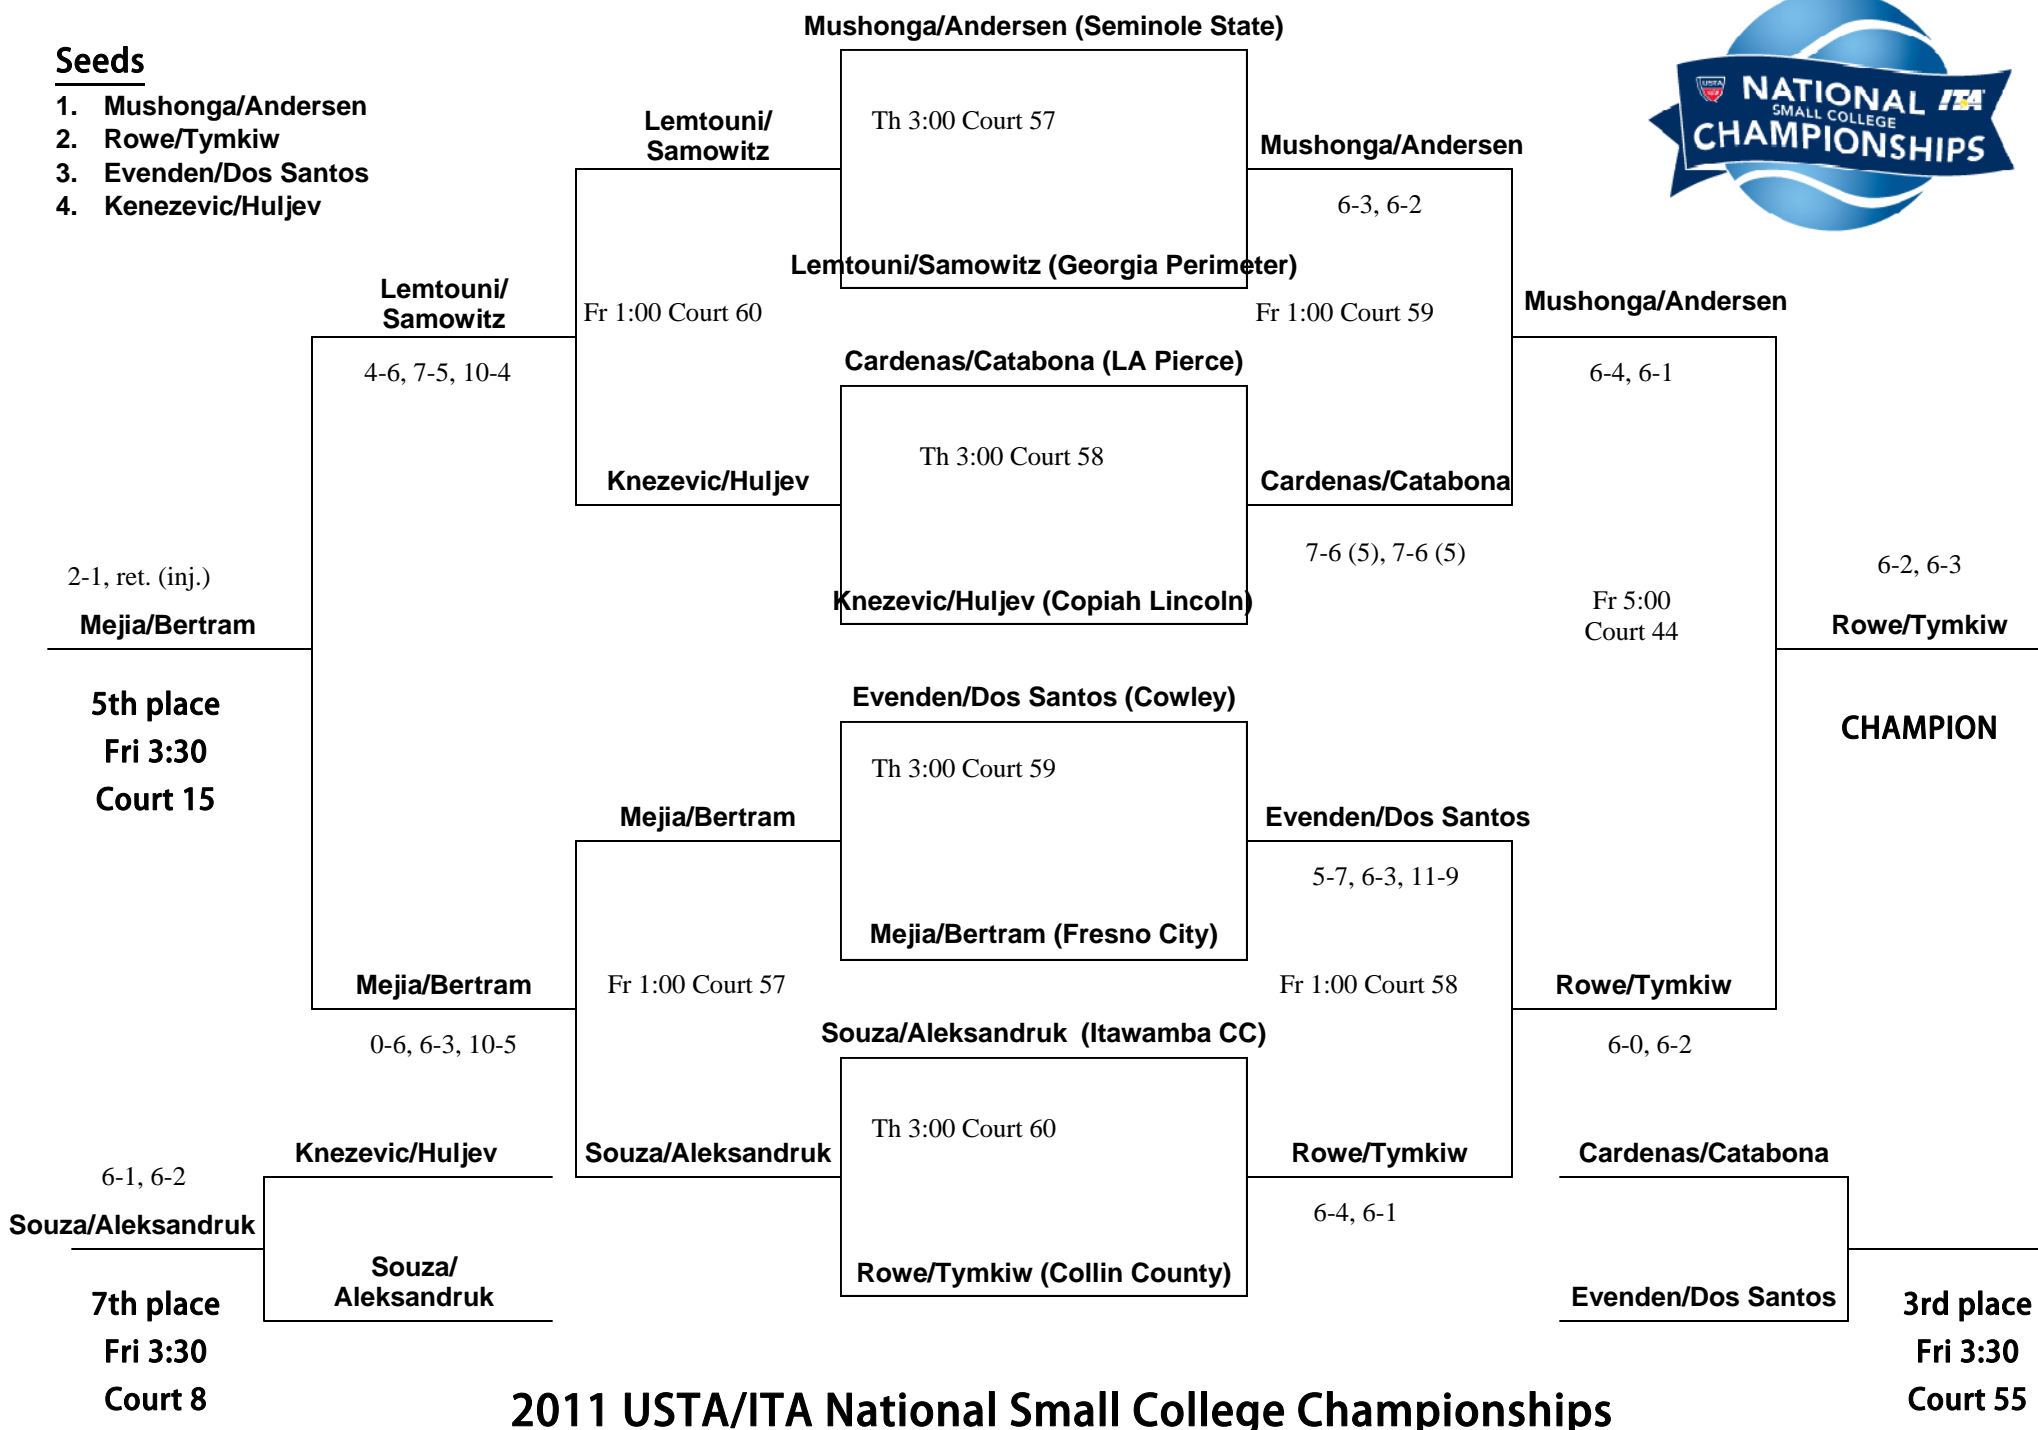 Mushonga/Andersen (Seminole State)
Seeds
1. Mushonga/Andersen
2. Rowe/Tymkiw
3. Evenden/Dos Santos
4. Kenezevic/Huljev
USTA
NATIONAL ITA
SMALL COLLEGE
CHAMPIONSHIPS
Lemtouni/
Samowitz
Th 3:00 Court 57
Mushonga/Andersen
6-3, 6-2
Lemtouni/Samowitz (Georgia Perimeter)
Lemtouni/
Samowitz
Fr 1:00 Court 60
Fr 1:00 Court 59
Mushonga/Andersen
4-6, 7-5, 10-4
Cardenas/Catabona (LA Pierce)
6-4, 6-1
Th 3:00 Court 58
Knezevic/Huljev
Cardenas/Catabona
7-6 (5), 7-6 (5)
2-1, ret. (inj.)
6-2, 6-3
Mejia/Bertram
Knezevic/Huljev (Copiah Lincoln)
Fr 5:00
Court 44
Rowe/Tymkiw
5th place
Fri 3:30
Court 15
Evenden/Dos Santos (Cowley)
CHAMPION
Th 3:00 Court 59
Mejia/Bertram
Evenden/Dos Santos
5-7, 6-3, 11-9
Mejia/Bertram (Fresno City)
Mejia/Bertram
Fr 1:00 Court 57
Fr 1:00 Court 58
Rowe/Tymkiw
0-6, 6-3, 10-5
Souza/Aleksandruk (Itawamba CC)
6-0, 6-2
Th 3:00 Court 60
Knezevic/Huljev
Souza/Aleksandruk
Rowe/Tymkiw
Cardenas/Catabona
6-1, 6-2
Souza/Aleksandruk
6-4, 6-1
Souza/
Aleksandruk
Rowe/Tymkiw (Collin County)
Evenden/Dos Santos
7th place
Fri 3:30
Court 8
3rd place
Fri 3:30
Court 55
2011 USTA/ITA National Small College Championships